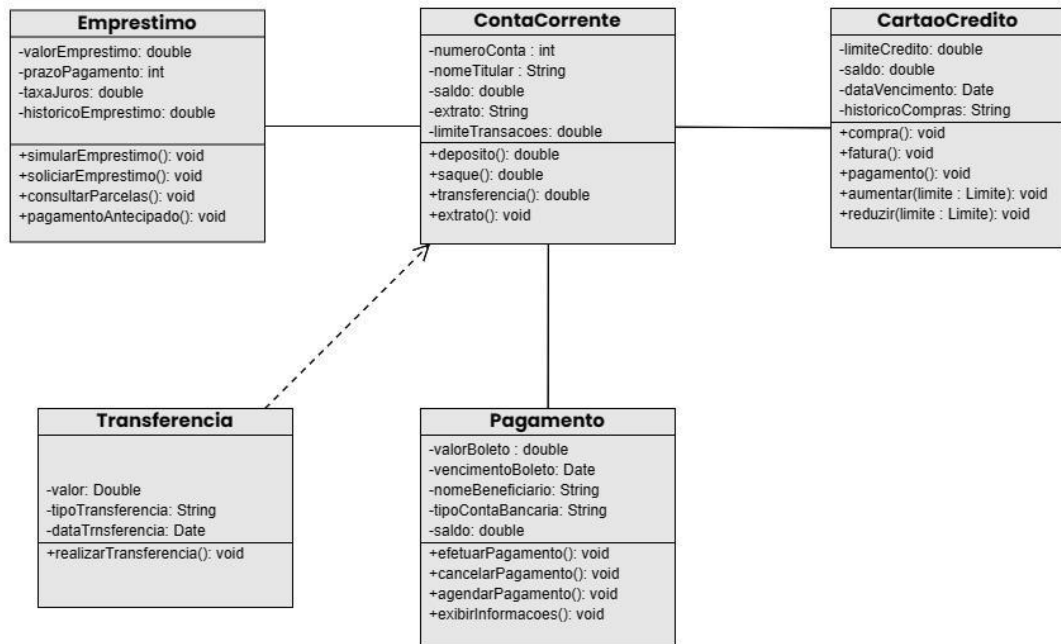 Emprestimo
-valorEmprestimo: double
-prazoPagamento: int
-taxaJuros: double
-historicoEmprestimo: double
+simularEmprestimo(): void
+soliciarEmprestimo(): void
+consultarParcelas(): void
+pagamentoAntecipado(): void
ContaCorrente
-numeroConta : int
-nomeTitular : String
-saldo: double
-extrato: String
-limiteTransacoes: double
+deposito(): double
+saque(): double
+transferencia(): double
+extrato(): void
CartaoCredito
-limiteCredito: double
-saldo: double
-dataVencimento: Date
-historicoCompras: String
+compra(): void
+fatura(): void
+pagamento(): void
+aumentar(limite : Limite): void
+reduzir(limite : Limite): void
Transferencia
-valor: Double
-tipoTransferencia: String
-dataTrnsferencia: Date
+realizarTransferencia(): void
Pagamento
-valorBoleto : double
-vencimentoBoleto: Date
-nomeBeneficiario: String
-tipoContaBancaria: String
-saldo: double
+efetuarPagamento(): void
+cancelarPagamento(): void
+agendarPagamento(): void
+exibirInformacoes(): void